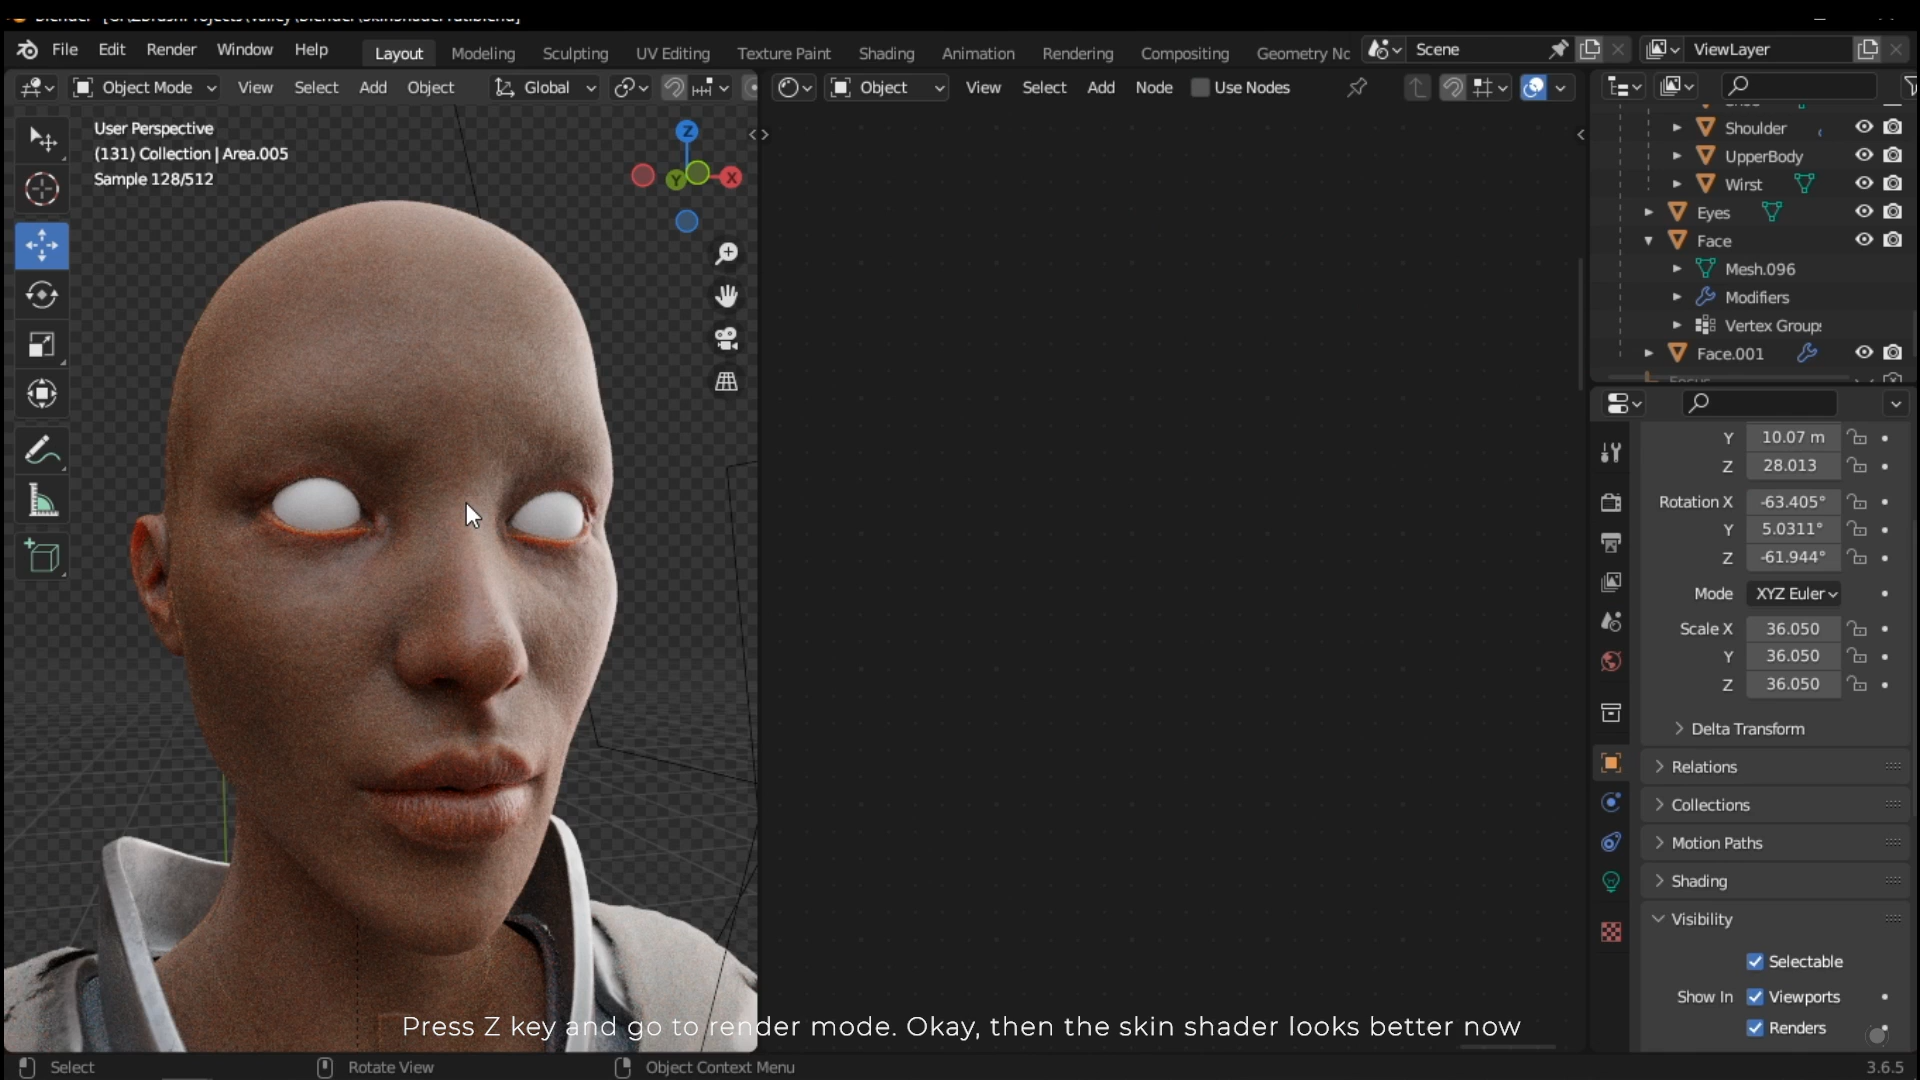 File Edit Render Window Help Layout Modeling Sculpting UV Editing Texture Paint Shading Animation Rendering Compositing Geometry Nc Scene ViewLayer
Object Mode View Select Add Object Global Object View Select Add Node Use Nodes
User Perspective
(131) Collection | Area.005
Sample 128/512
Z
Y
X
Shoulder
UpperBody
Wirst
Eyes
Face
Mesh.096
Modifiers
Vertex Group
Face.001
Y 10.07 m
Z 28.013
Rotation X -63.405°
Y 5.0311°
Z -61.944°
Mode XYZ Euler
Scale X 36.050
Y 36.050
Z 36.050
Delta Transform
Relations
Collections
Motion Paths
Shading
Visibility
Selectable
Show In Viewports
Renders
Press Z key and go to render mode. Okay, then the skin shader looks better now
Select Rotate View Object Context Menu 3.6.5